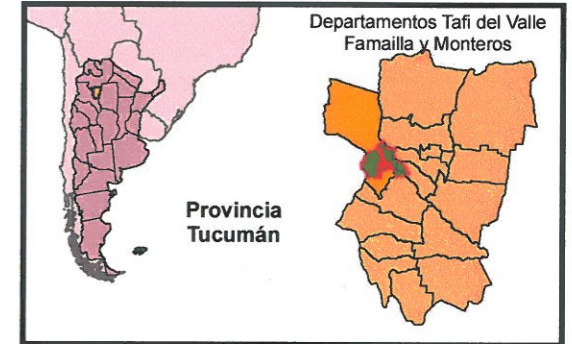 Departamentos Tafi del Valle
Famailla y Monteros
Provincia
Tucumán